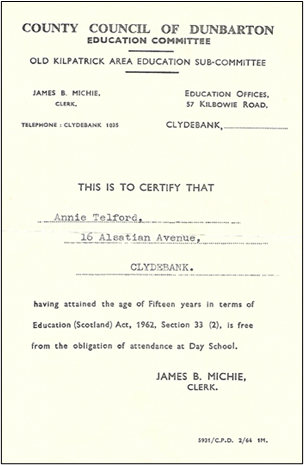 COUNTY COUNCIL OF DUNBARTON
EDUCATION COMMITTEE
OLD KILPATRICK AREA EDUCATION SUB-COMMITTEE
JAMES B. MICHIE, EDUCATION OFFICES,
CLERK. 57 KILBOWIE ROAD,
TELEPHONE : CLYDEBANK 1035 CLYDEBANK,
THIS IS TO CERTIFY THAT
Annie Telford,
16 Alsatian Avenue,
CLYDEBANK.
having attained the age of Fifteen years in terms of
Education (Scotland) Act, 1962, Section 33 (2), is free
from the obligation of attendance at Day School.
JAMES B. MICHIE,
CLERK.
5931/C.P.D. 2/64 1M.